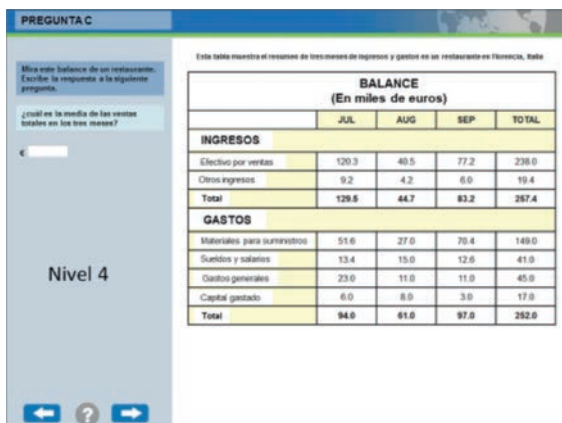 PREGUNTA C
Mira este balance de un restaurante.
Escribe la respuesta a la siguiente
pregunta.
¿cuál es la media de las ventas
totales en los tres meses?
€
Nivel 4
Esta tabla muestra el resumen de tres meses de ingresos y gastos en un restaurante en Florencia, Italia
BALANCE
(En miles de euros)
JUL AUG SEP TOTAL
INGRESOS
Efectivo por ventas 120.3 40.5 77.2 238.0
Otros ingresos 9.2 4.2 6.0 19.4
Total 129.5 44.7 83.2 257.4
GASTOS
Materiales para suministros 51.6 27.0 70.4 149.0
Sueldos y salarios 13.4 15.0 12.6 41.0
Gastos generales 23.0 11.0 11.0 45.0
Capital gastado 6.0 8.0 3.0 17.0
Total 94.0 61.0 97.0 252.0
?